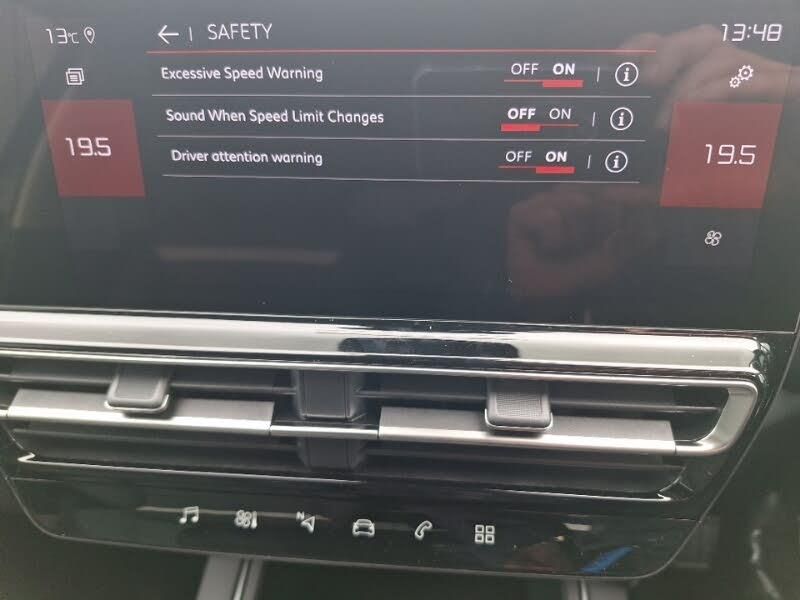 13°C | SAFETY 13:48
Excessive Speed Warning OFF ON | i
19.5 Sound When Speed Limit Changes OFF ON | i 19.5
Driver attention warning OFF ON | i
N